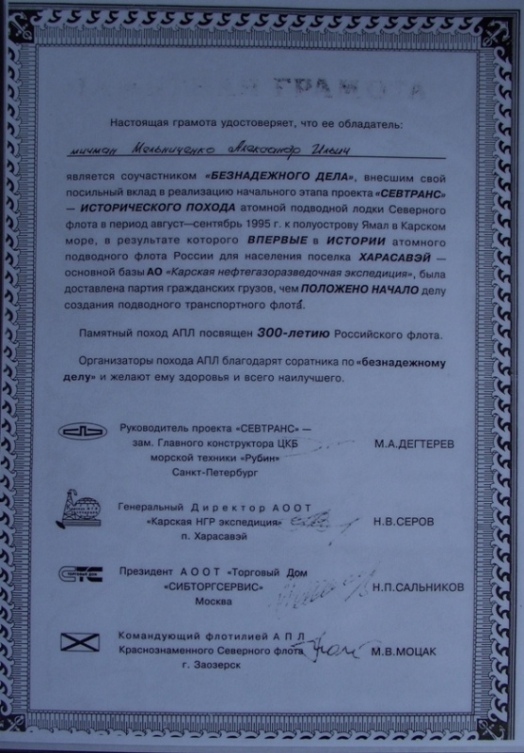 ПАМЯТНАЯ ГРАМОТА
Настоящая грамота удостоверяет, что ее обладатель:
мичман Мельниценко Александр Ильич
является соучастником «БЕЗНАДЕЖНОГО ДЕЛА», внесшим свой
посильный вклад в реализацию начального этапа проекта «СЕВТРАНС»
— ИСТОРИЧЕСКОГО ПОХОДА атомной подводной лодки Северного
флота в период август—сентябрь 1995 г. к полуострову Ямал в Карском
море, в результате которого ВПЕРВЫЕ в ИСТОРИИ атомного
подводного флота России для населения поселка ХАРАСАВЭЙ —
основной базы АО «Карская нефтегазоразведочная экспедиция», была
доставлена партия гражданских грузов, чем ПОЛОЖЕНО НАЧАЛО делу
создания подводного транспортного флота.
Памятный поход АПЛ посвящен 300-летию Российского флота.
Организаторы похода АПЛ благодарят соратника по «безнадежному
делу» и желают ему здоровья и всего наилучшего.
Руководитель проекта «СЕВТРАНС» —
зам. Главного конструктора ЦКБ М.А.ДЕГТЕРЕВ
морской техники «Рубин»
Санкт-Петербург
Генеральный Директор АООТ
«Карская НГР экспедиция» Н.В.СЕРОВ
п. Харасавэй
Президент АООТ «Торговый Дом
«СИБТОРГСЕРВИС» Н.П.САЛЬНИКОВ
Москва
Командующий флотилией АПЛ
Краснознаменного Северного флота М.В.МОЦАК
г. Заозерск